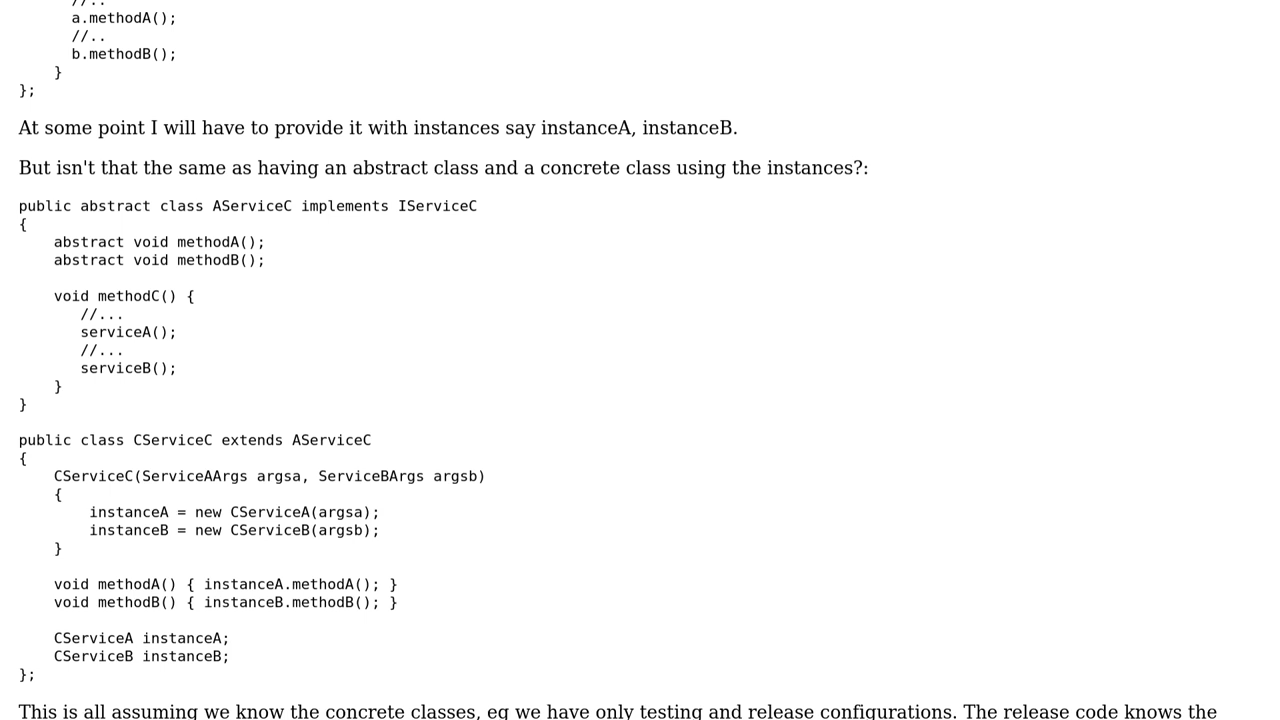 //..
a.methodA();
//..
b.methodB();
}
};
At some point I will have to provide it with instances say instanceA, instanceB.
But isn't that the same as having an abstract class and a concrete class using the instances?:
public abstract class AServiceC implements IServiceC
{
abstract void methodA();
abstract void methodB();
void methodC() {
//...
serviceA();
//...
serviceB();
}
}
public class CServiceC extends AServiceC
{
CServiceC(ServiceAArgs argsa, ServiceBArgs argsb)
{
instanceA = new CServiceA(argsa);
instanceB = new CServiceB(argsb);
}
void methodA() { instanceA.methodA(); }
void methodB() { instanceB.methodB(); }
CServiceA instanceA;
CServiceB instanceB;
};
This is all assuming we know the concrete classes, eg we have only testing and release configurations. The release code knows the